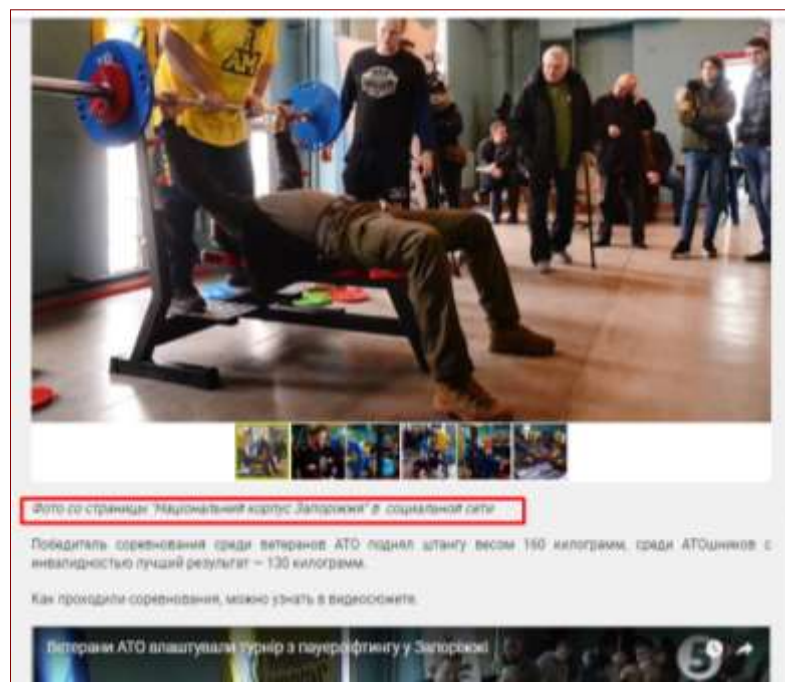 Фото со страницы "Національний корпус Запоріжжя" в социальной сети
Победитель соревнования среди ветеранов АТО поднял штангу весом 160 килограмм, среди АТОшников с
инвалидностью лучший результат — 130 килограмм.
Как проходили соревнования, можно узнать в видеосюжете.
Ветерани АТО влаштували турнір з пауерліфтингу у Запоріжжі
5